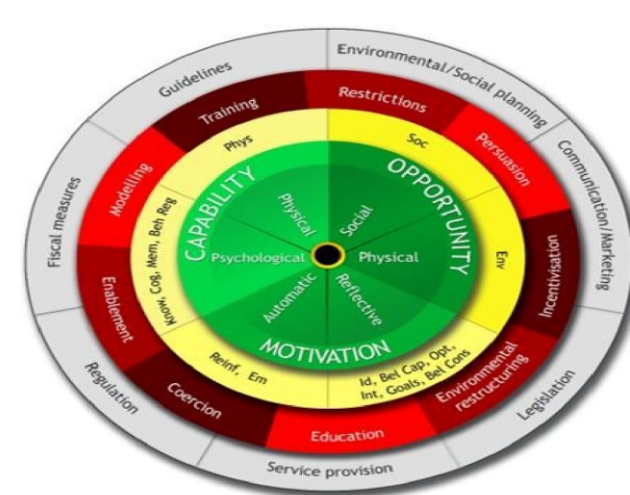 Guidelines
Environmental/Social planning
Communication/Marketing
Legislation
Service provision
Regulation
Fiscal measures
Training
Restrictions
Persuasion
Incentivisation
Environmental
restructuring
Education
Coercion
Enablement
Modelling
Phys
Soc
Env
Id, Bel Cap, Opt,
Int, Goals, Bel Cons
Reinf, Em
Know, Cog, Mem, Beh Reg
CAPABILITY
OPPORTUNITY
MOTIVATION
Physical
Social
Psychological
Physical
Automatic
Reflective